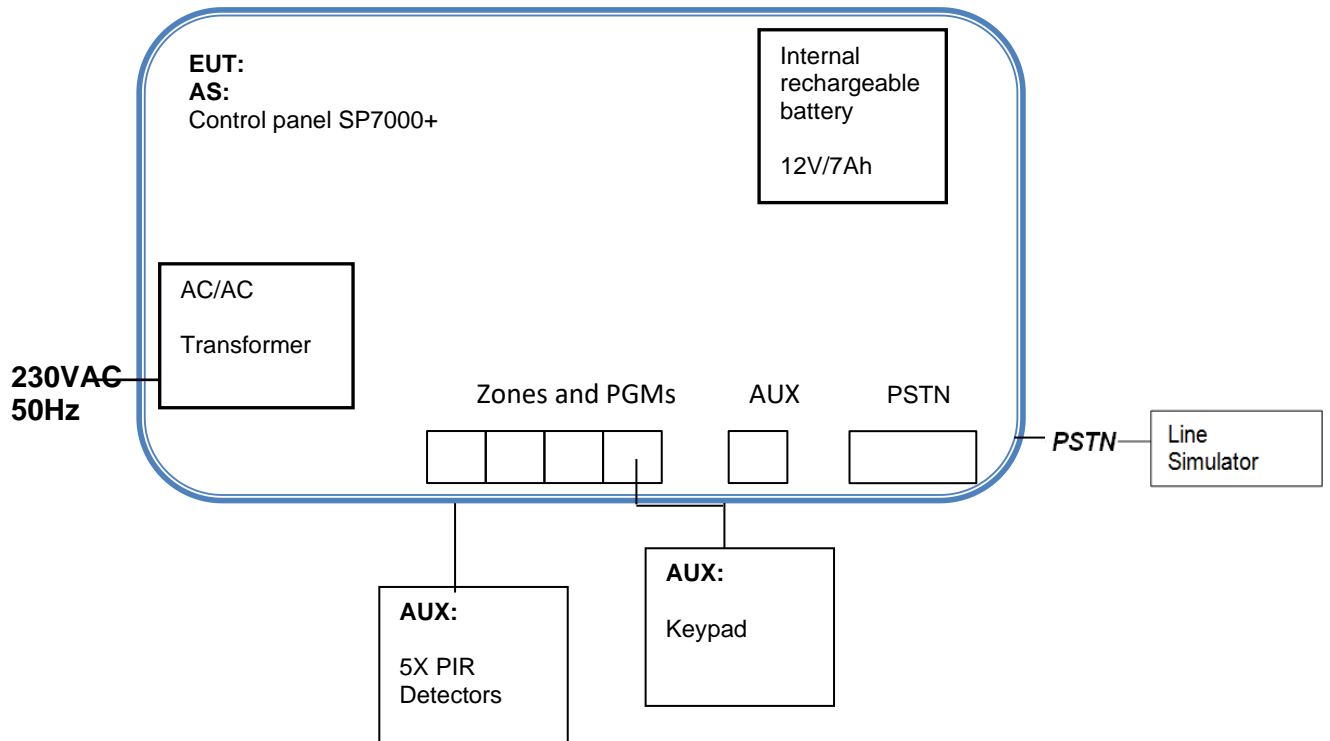 EUT:
AS:
Control panel SP7000+
Internal
rechargeable
battery
12V/7Ah
AC/AC
Transformer
230VAC
50Hz
Zones and PGMs
AUX
PSTN
PSTN
Line
Simulator
AUX:
5X PIR
Detectors
AUX:
Keypad